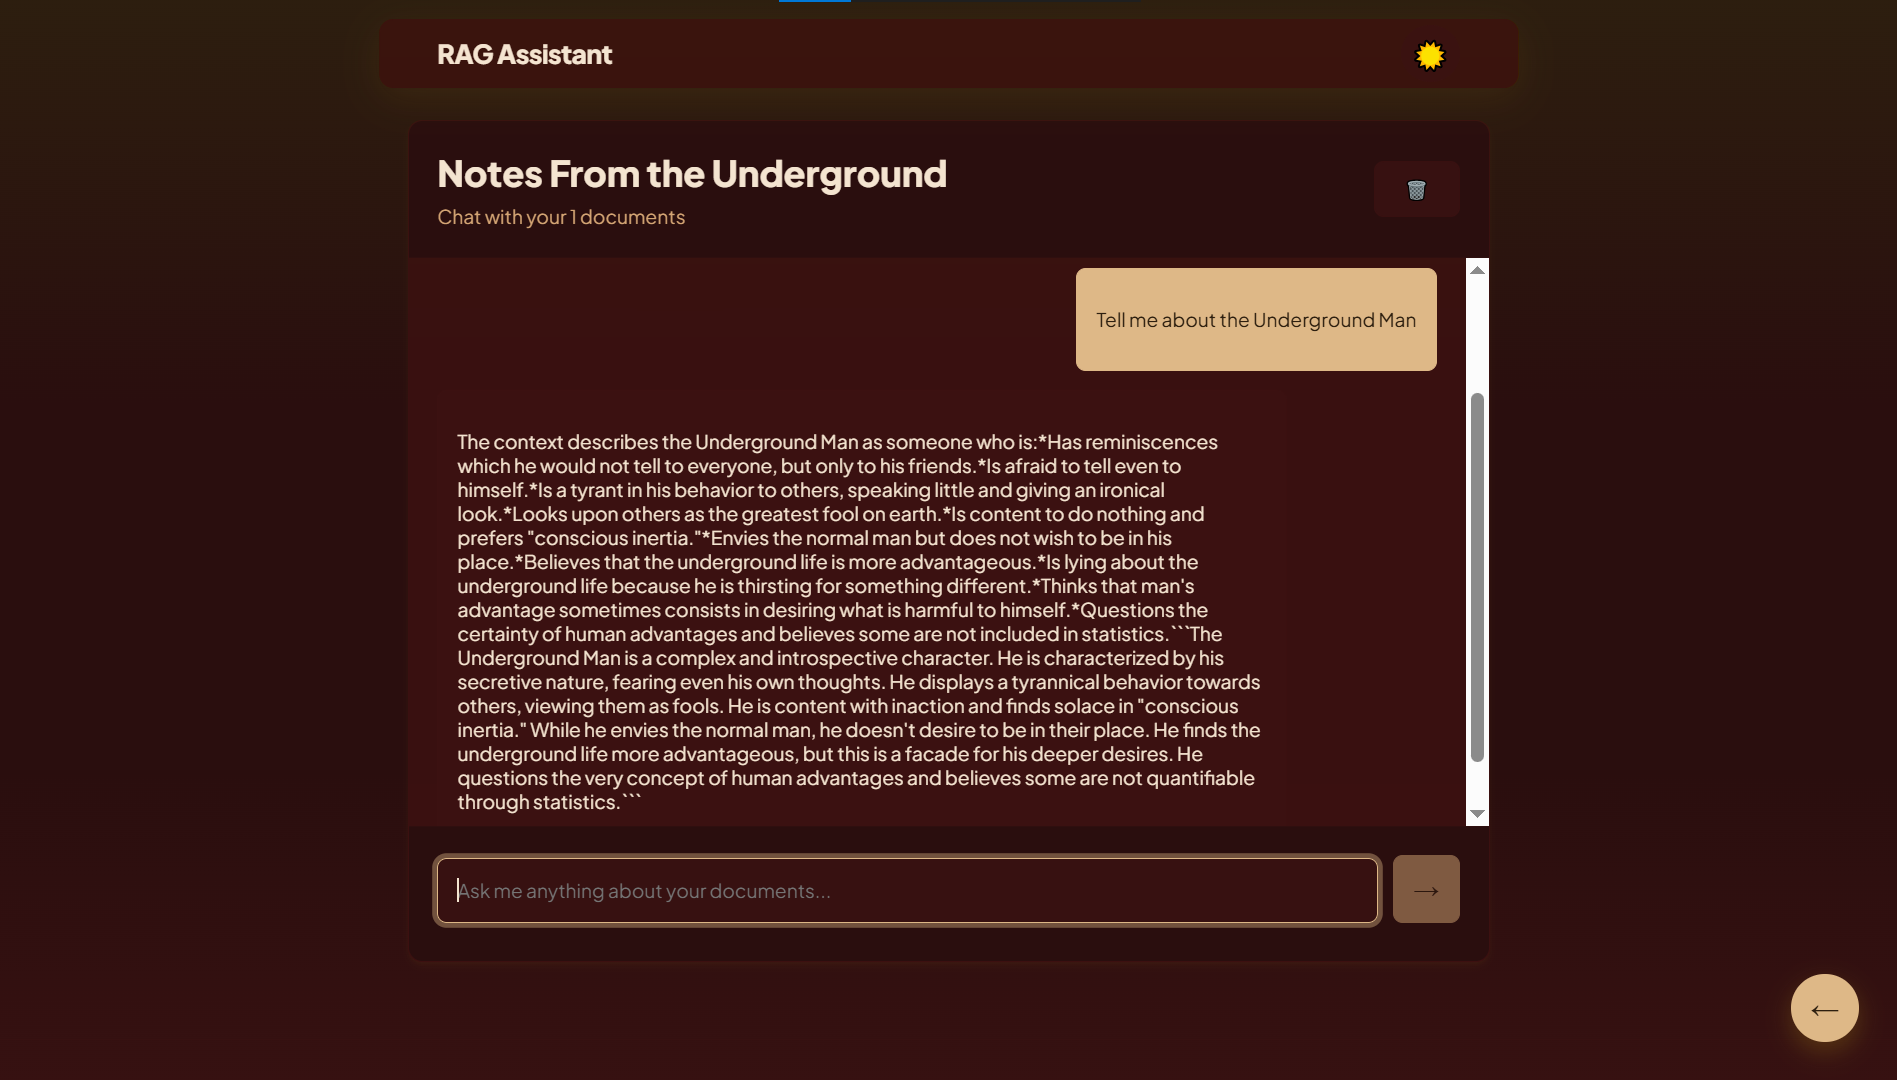 RAG Assistant
Notes From the Underground
Chat with your 1 documents
Tell me about the Underground Man
The context describes the Underground Man as someone who is:*Has reminiscences
which he would not tell to everyone, but only to his friends.*Is afraid to tell even to
himself.*Is a tyrant in his behavior to others, speaking little and giving an ironical
look.*Looks upon others as the greatest fool on earth.*Is content to do nothing and
prefers "conscious inertia."*Envies the normal man but does not wish to be in his
place.*Believes that the underground life is more advantageous.*Is lying about the
underground life because he is thirsting for something different.*Thinks that man's
advantage sometimes consists in desiring what is harmful to himself.*Questions the
certainty of human advantages and believes some are not included in statistics.```The
Underground Man is a complex and introspective character. He is characterized by his
secretive nature, fearing even his own thoughts. He displays a tyrannical behavior towards
others, viewing them as fools. He is content with inaction and finds solace in "conscious
inertia." While he envies the normal man, he doesn't desire to be in their place. He finds the
underground life more advantageous, but this is a facade for his deeper desires. He
questions the very concept of human advantages and believes some are not quantifiable
through statistics.```
Ask me anything about your documents...